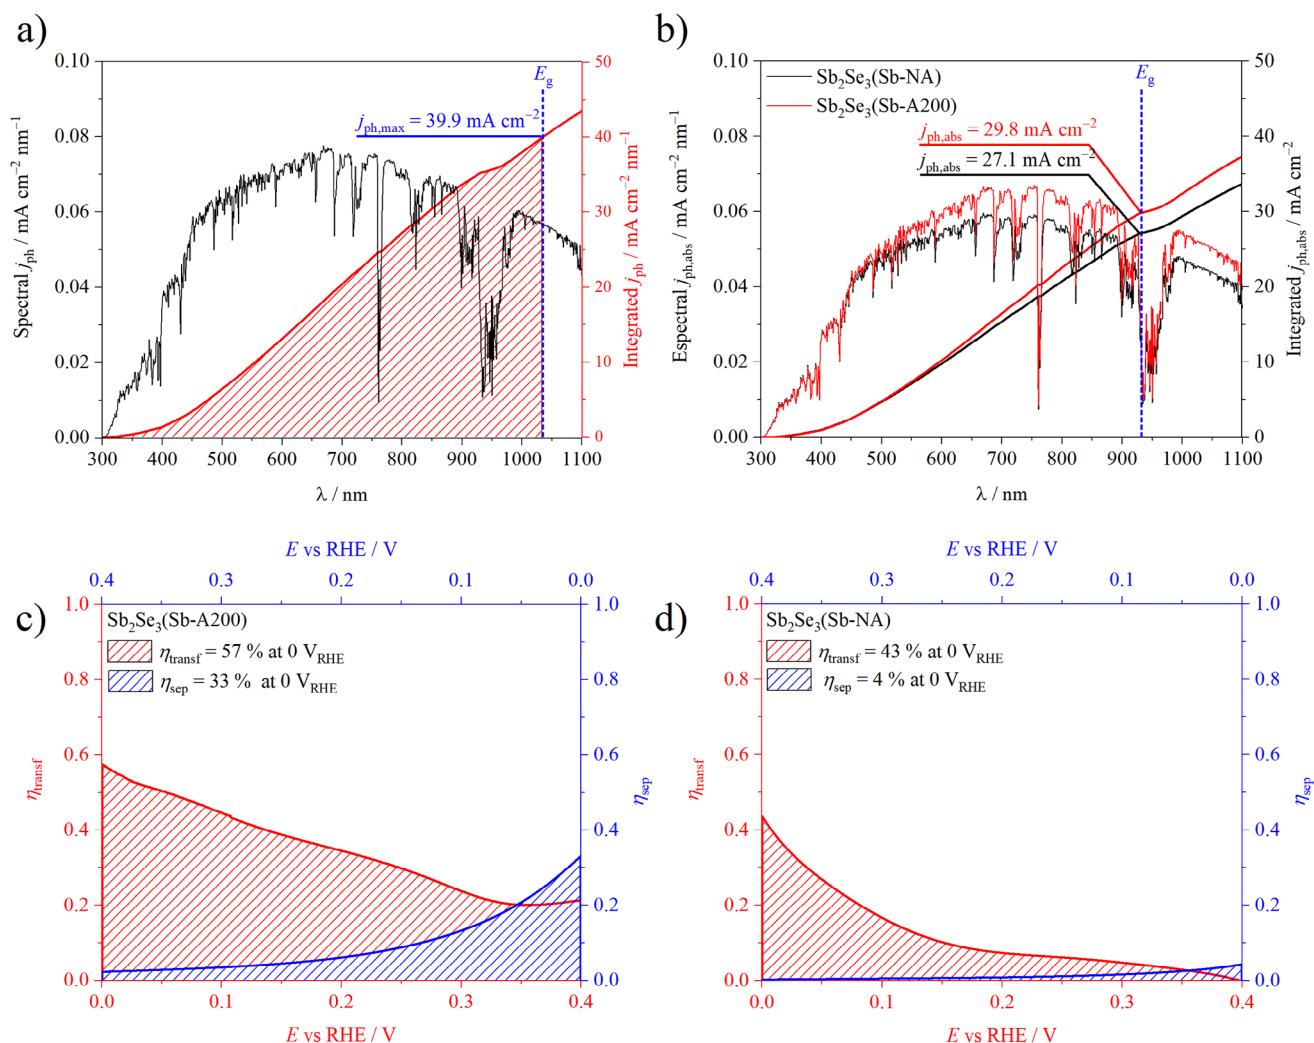 a)
0.10
0.08
0.06
0.04
0.02
0.00
Spectral jph / mA cm−2 nm−1
jph,max = 39.9 mA cm−2
Eg
50
40
30
20
10
0
Integrated jph / mA cm−2 nm−1
300 400 500 600 700 800 900 1000 1100
λ / nm
b)
0.10
0.08
0.06
0.04
0.02
0.00
Espectral jph,abs / mA cm−2 nm−1
Sb2Se3(Sb-NA)
Sb2Se3(Sb-A200)
Eg
jph,abs = 29.8 mA cm−2
jph,abs = 27.1 mA cm−2
50
40
30
20
10
0
Integrated jph,abs / mA cm−2
300 400 500 600 700 800 900 1000 1100
λ / nm
E vs RHE / V
0.4 0.3 0.2 0.1 0.0
c)
1.0
0.8
0.6
0.4
0.2
0.0
ηtransf
Sb2Se3(Sb-A200)
ηtransf = 57 % at 0 VRHE
ηsep = 33 % at 0 VRHE
1.0
0.8
0.6
0.4
0.2
0.0
ηsep
0.0 0.1 0.2 0.3 0.4
E vs RHE / V
E vs RHE / V
0.4 0.3 0.2 0.1 0.0
d)
1.0
0.8
0.6
0.4
0.2
0.0
ηtransf
Sb2Se3(Sb-NA)
ηtransf = 43 % at 0 VRHE
ηsep = 4 % at 0 VRHE
1.0
0.8
0.6
0.4
0.2
0.0
ηsep
0.0 0.1 0.2 0.3 0.4
E vs RHE / V